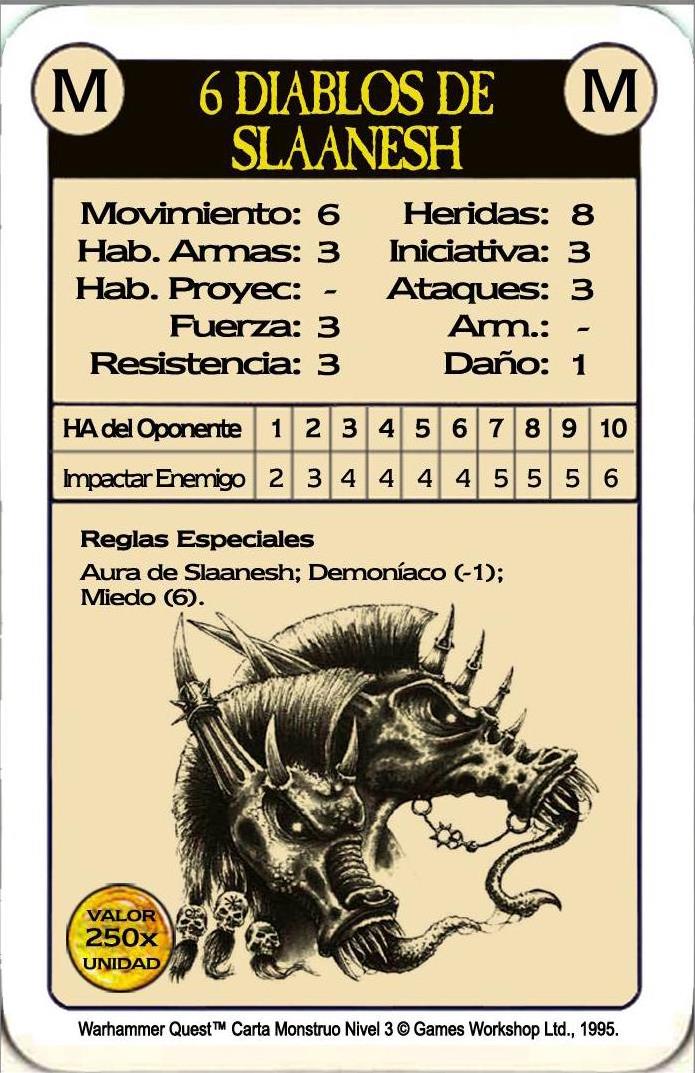 M
6 DIABLOS DE
M
SLAANESH
Movimiento: 6 Heridas: 8
Hab. Armas: 3 Iniciativa: 3
Hab. Proyec: - Ataques: 3
Fuerza: 3 Arm.: -
Resistencia: 3 Daño: 1
HA del Oponente 1 2 3 4 5 6 7 8 9 10
Impactar Enemigo 2 3 4 4 4 4 5 5 5 6
Reglas Especiales
Aura de Slaanesh; Demoníaco (-1);
Miedo (6).
VALOR
250x
UNIDAD
Warhammer Quest™ Carta Monstruo Nivel 3 © Games Workshop Ltd., 1995.